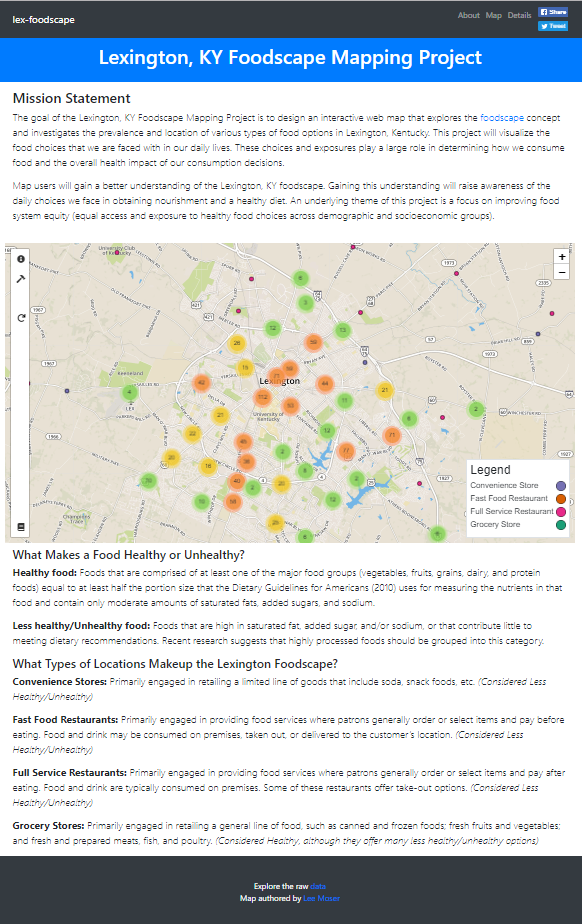 lex-foodscape
About Map Details
Share
Tweet
Lexington, KY Foodscape Mapping Project
Mission Statement
The goal of the Lexington, KY Foodscape Mapping Project is to design an interactive web map that explores the foodscape concept
and investigates the prevalence and location of various types of food options in Lexington, Kentucky. This project will visualize the
food choices that we are faced with in our daily lives. These choices and exposures play a large role in determining how we consume
food and the overall health impact of our consumption decisions.
Map users will gain a better understanding of the Lexington, KY foodscape. Gaining this understanding will raise awareness of the
daily choices we face in obtaining nourishment and a healthy diet. An underlying theme of this project is a focus on improving food
system equity (equal access and exposure to healthy food choices across demographic and socioeconomic groups).
University Club
of Kentucky
+
−
Keeneland
LEX
Lexington
University of
Kentucky
Legend
Convenience Store
Fast Food Restaurant
Full Service Restaurant
Grocery Store
What Makes a Food Healthy or Unhealthy?
Healthy food: Foods that are comprised of at least one of the major food groups (vegetables, fruits, grains, dairy, and protein
foods) equal to at least half the portion size that the Dietary Guidelines for Americans (2010) uses for measuring the nutrients in that
food and contain only moderate amounts of saturated fats, added sugars, and sodium.
Less healthy/Unhealthy food: Foods that are high in saturated fat, added sugar, and/or sodium, or that contribute little to
meeting dietary recommendations. Recent research suggests that highly processed foods should be grouped into this category.
What Types of Locations Makeup the Lexington Foodscape?
Convenience Stores: Primarily engaged in retailing a limited line of goods that include soda, snack foods, etc. (Considered Less
Healthy/Unhealthy)
Fast Food Restaurants: Primarily engaged in providing food services where patrons generally order or select items and pay before
eating. Food and drink may be consumed on premises, taken out, or delivered to the customer's location. (Considered Less
Healthy/Unhealthy)
Full Service Restaurants: Primarily engaged in providing food services where patrons generally order or select items and pay after
eating. Food and drink are typically consumed on premises. Some of these restaurants offer take-out options. (Considered Less
Healthy/Unhealthy)
Grocery Stores: Primarily engaged in retailing a general line of food, such as canned and frozen foods; fresh fruits and vegetables;
and fresh and prepared meats, fish, and poultry. (Considered Healthy, although they offer many less healthy/unhealthy options)
Explore the raw data
Map authored by Lee Moser